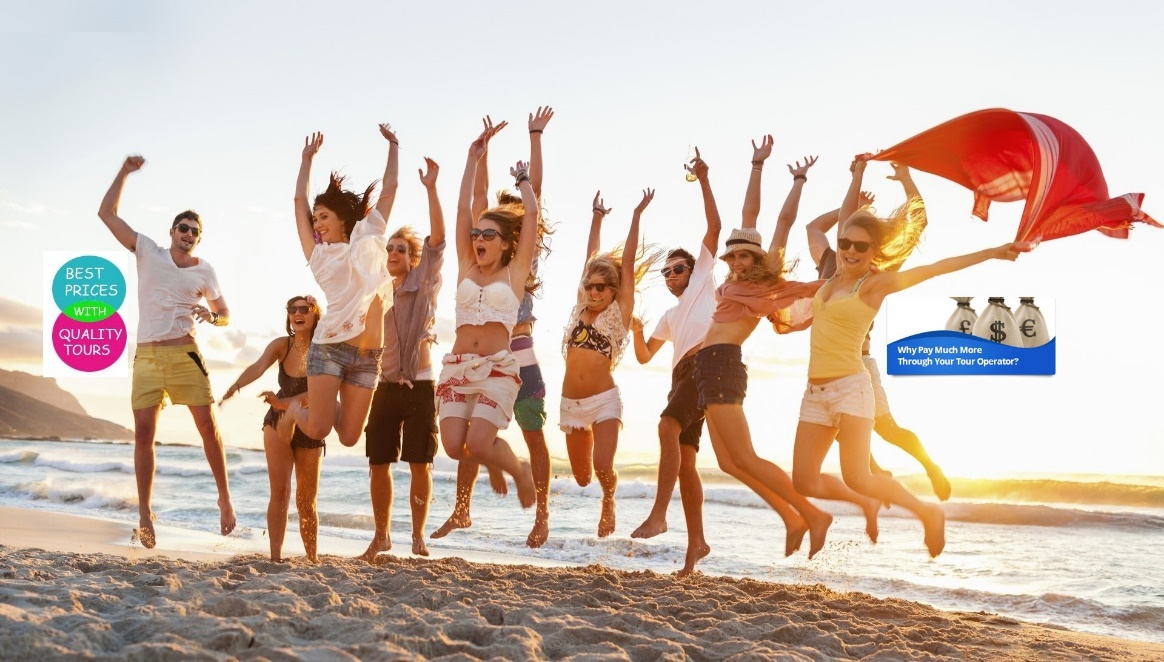 BEST
PRICES
WITH
QUALITY
TOURS
£ $ €
Why Pay Much More
Through Your Tour Operator?